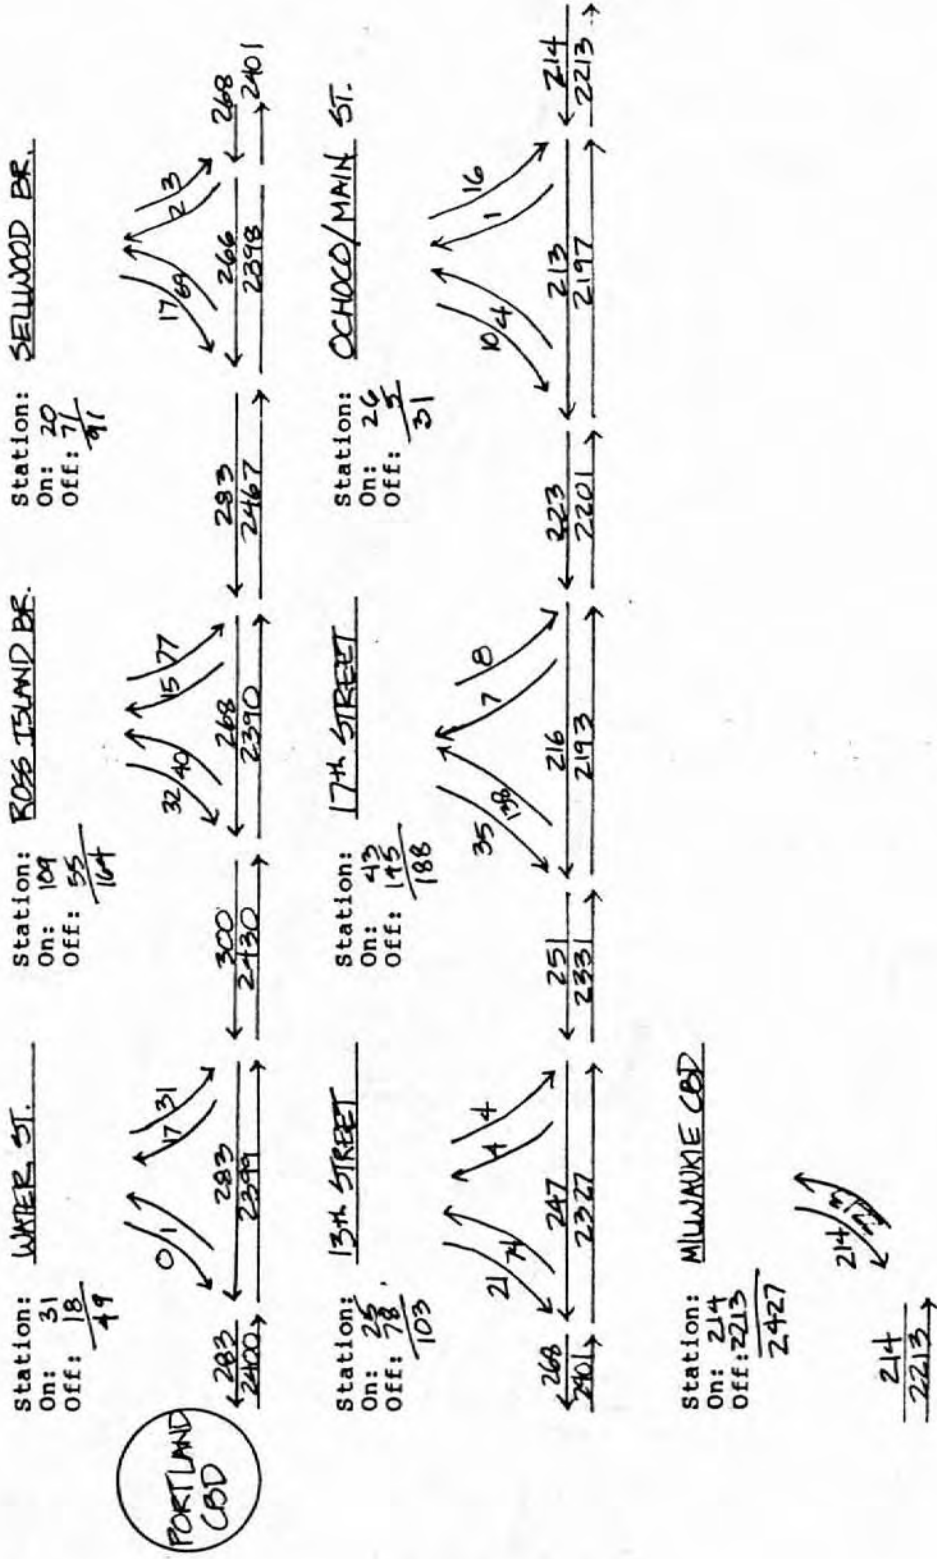 Station: WATER ST.
On: 31
Off: 18
49
Station: ROSS ISLAND BR.
On: 109
Off: 55
164
Station: SELLWOOD BR.
On: 20
Off: 71
91
PORTLAND
CBD
0 1
17 31
32 40
15 77
17 69
2 3
283
2400
283
2399
300
2430
268
2390
283
2467
266
2398
268
2401
Station: 13th STREET
On: 25
Off: 78
103
Station: 17th STREET
On: 43
Off: 145
188
Station: OCHOCO/MAIN ST.
On: 26
Off: 5
31
21 74
4 4
35 138
7 8
10 4
1 16
268
2401
247
2327
251
2331
216
2193
223
2201
213
2197
214
2213
Station: MILWAUKIE CBD
On: 214
Off: 2213
2427
214
214
2213